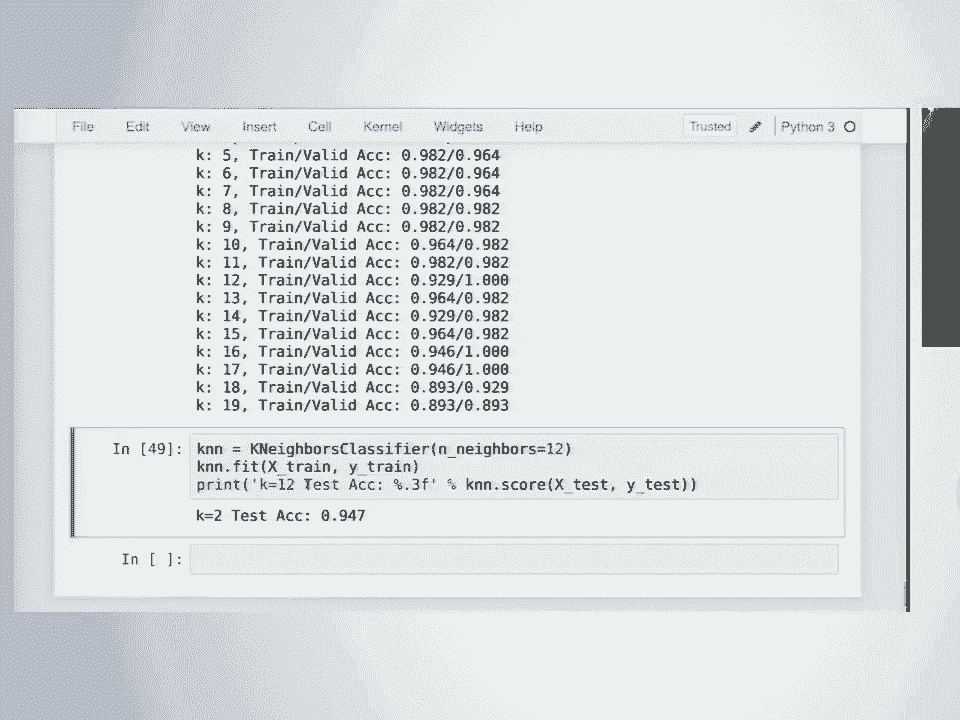 File Edit View Insert Cell Kernel Widgets Help Trusted Python 3
k: 5, Train/Valid Acc: 0.982/0.964
k: 6, Train/Valid Acc: 0.982/0.964
k: 7, Train/Valid Acc: 0.982/0.964
k: 8, Train/Valid Acc: 0.982/0.982
k: 9, Train/Valid Acc: 0.982/0.982
k: 10, Train/Valid Acc: 0.964/0.982
k: 11, Train/Valid Acc: 0.982/0.982
k: 12, Train/Valid Acc: 0.929/1.000
k: 13, Train/Valid Acc: 0.964/0.982
k: 14, Train/Valid Acc: 0.929/0.982
k: 15, Train/Valid Acc: 0.964/0.982
k: 16, Train/Valid Acc: 0.946/1.000
k: 17, Train/Valid Acc: 0.946/1.000
k: 18, Train/Valid Acc: 0.893/0.929
k: 19, Train/Valid Acc: 0.893/0.893
In [49]: knn = KNeighborsClassifier(n_neighbors=12)
knn.fit(X_train, y_train)
print('k=12 Test Acc: %.3f' % knn.score(X_test, y_test))
k=2 Test Acc: 0.947
In [ ]: